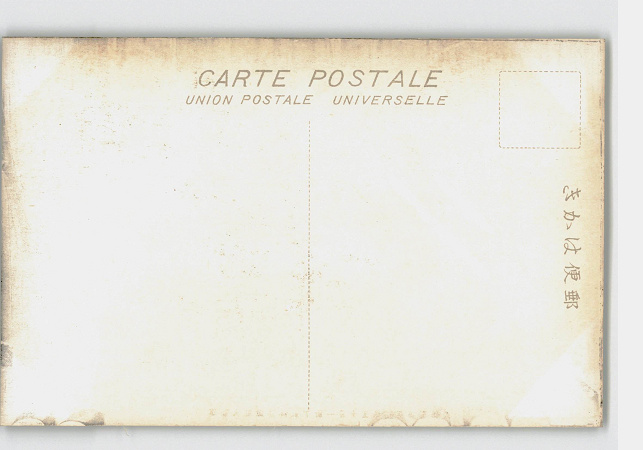 CARTE POSTALE
UNION POSTALE UNIVERSELLE
きかは便郵